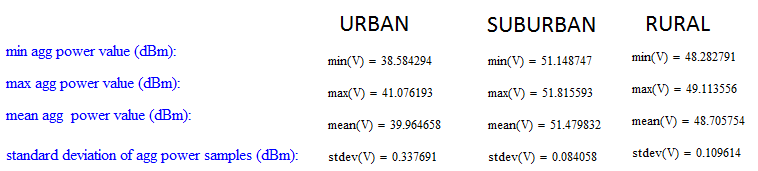 URBAN SUBURBAN RURAL
min agg power value (dBm): min(V) = 38.584294 min(V) = 51.148747 min(V) = 48.282791
max agg power value (dBm): max(V) = 41.076193 max(V) = 51.815593 max(V) = 49.113556
mean agg power value (dBm): mean(V) = 39.964658 mean(V) = 51.479832 mean(V) = 48.705754
standard deviation of agg power samples (dBm): stdev(V) = 0.337691 stdev(V) = 0.084058 stdev(V) = 0.109614